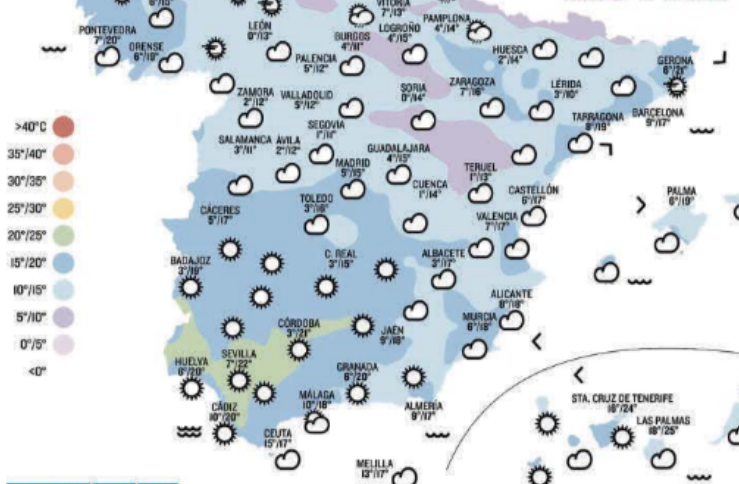 6°/15°
VITORIA
7°/13°
PAMPLONA
4°/14°
LEÓN
0°/13°
LOGROÑO
4°/15°
BURGOS
4°/11°
PONTEVEDRA
7°/20°
ORENSE
6°/19°
HUESCA
2°/14°
GERONA
6°/21°
PALENCIA
5°/12°
ZAMORA
2°/12°
VALLADOLID
5°/12°
SORIA
0°/14°
ZARAGOZA
7°/16°
LÉRIDA
3°/10°
BARCELONA
9°/17°
TARRAGONA
8°/19°
SEGOVIA
1°/11°
SALAMANCA
3°/11°
ÁVILA
2°/12°
MADRID
5°/15°
GUADALAJARA
4°/15°
CUENCA
1°/14°
TERUEL
1°/13°
CASTELLÓN
6°/17°
PALMA
6°/19°
CÁCERES
5°/17°
TOLEDO
3°/16°
VALENCIA
7°/17°
BADAJOZ
3°/18°
C. REAL
3°/15°
ALBACETE
3°/17°
ALICANTE
8°/18°
MURCIA
6°/18°
CÓRDOBA
3°/21°
JAÉN
9°/18°
HUELVA
6°/20°
SEVILLA
7°/22°
GRANADA
6°/20°
CÁDIZ
10°/20°
MÁLAGA
10°/18°
ALMERÍA
9°/17°
CEUTA
15°/17°
MELILLA
13°/17°
STA. CRUZ DE TENERIFE
16°/24°
LAS PALMAS
18°/25°
>40°C
35°/40°
30°/35°
25°/30°
20°/25°
15°/20°
10°/15°
5°/10°
0°/5°
<0°